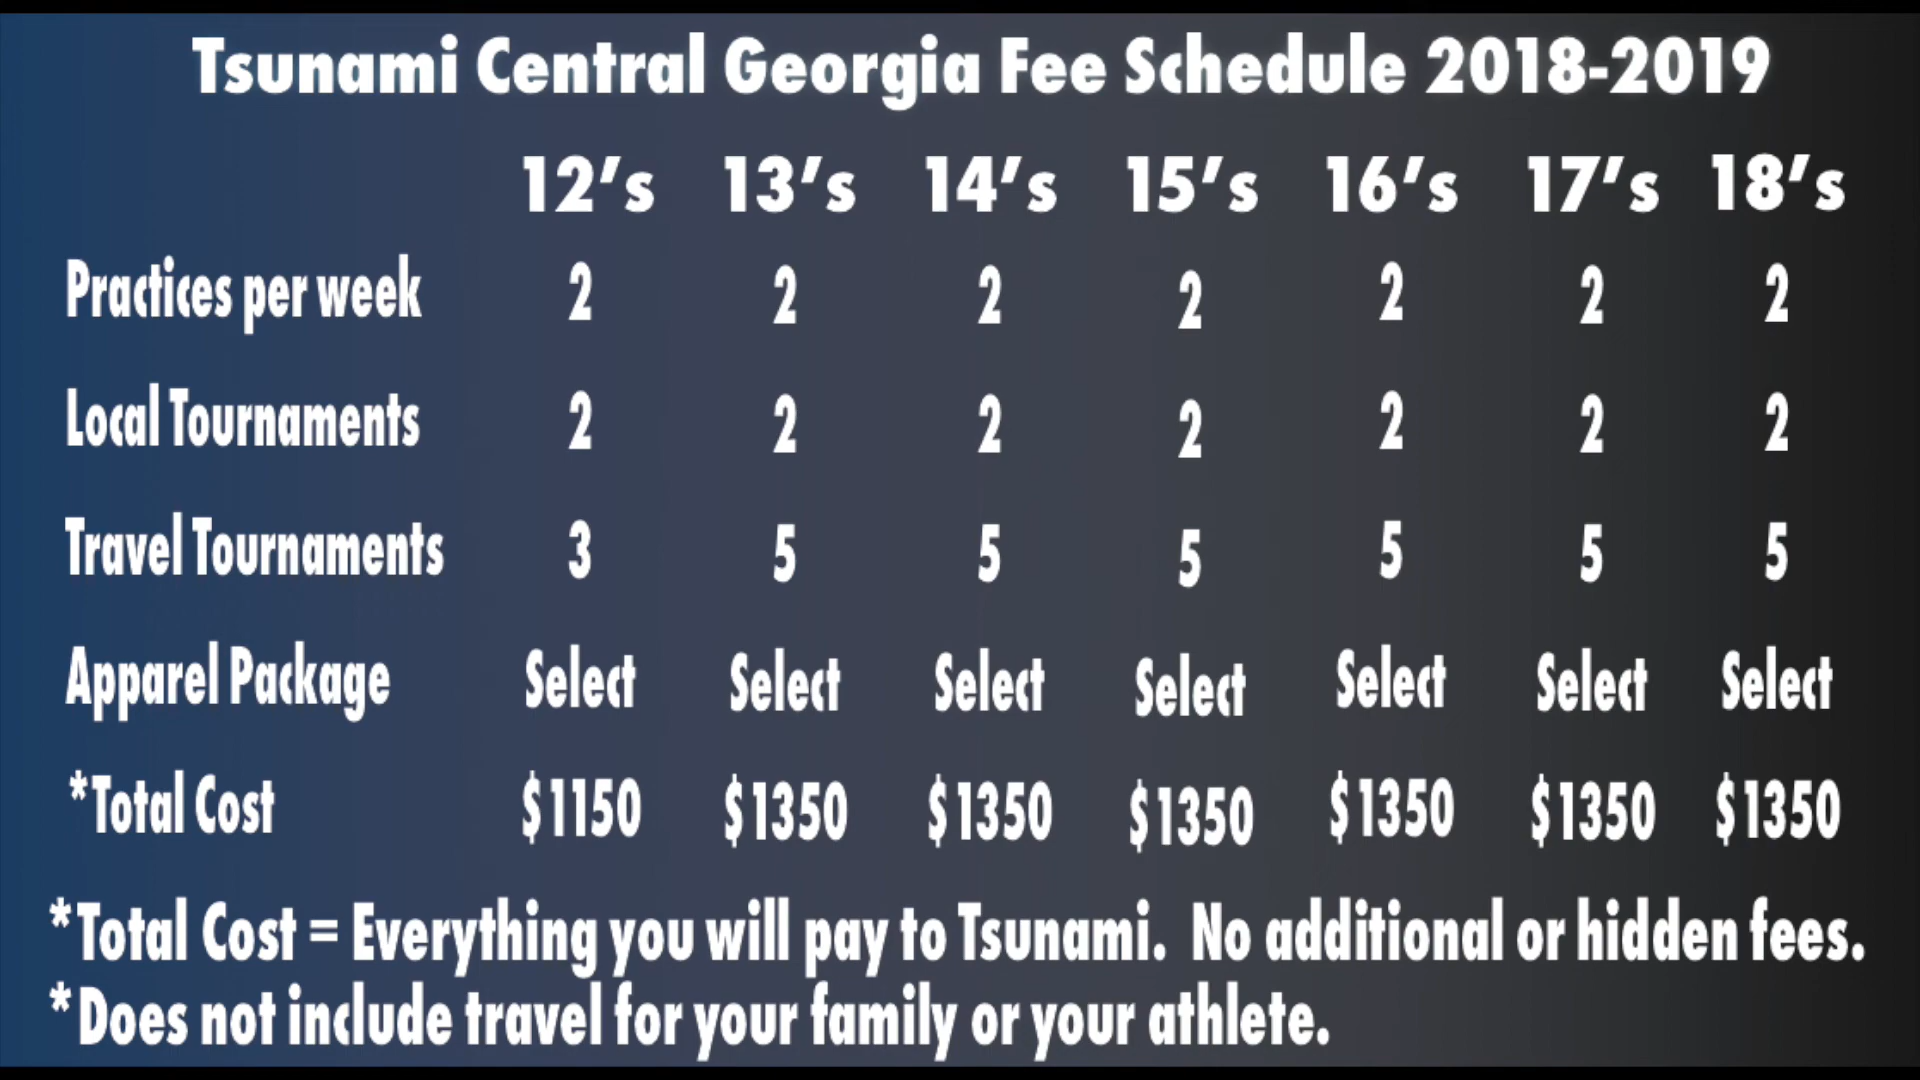 Tsunami Central Georgia Fee Schedule 2018-2019
12's 13's 14's 15's 16's 17's 18's
Practices per week 2 2 2 2 2 2 2
Local Tournaments 2 2 2 2 2 2 2
Travel Tournaments 3 5 5 5 5 5 5
Apparel Package Select Select Select Select Select Select Select
*Total Cost $1150 $1350 $1350 $1350 $1350 $1350 $1350
*Total Cost = Everything you will pay to Tsunami. No additional or hidden fees.
*Does not include travel for your family or your athlete.